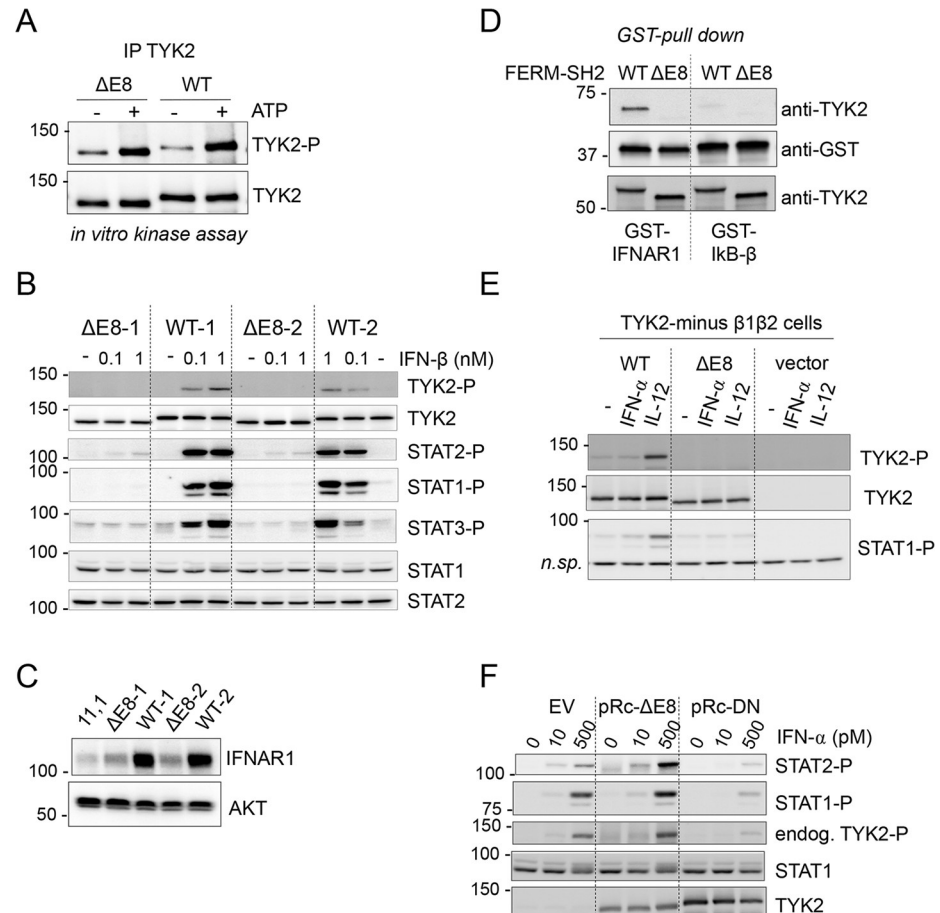 A
IP TYK2
ΔE8 WT
- + - + ATP
150 TYK2-P
150 TYK2
in vitro kinase assay
B
ΔE8-1 WT-1 ΔE8-2 WT-2
- 0.1 1 - 0.1 1 - 0.1 1 1 0.1 - IFN-β (nM)
150 TYK2-P
150 TYK2
100 STAT2-P
100 STAT1-P
100 STAT3-P
100 STAT1
100 STAT2
C
11,1 ΔE8-1 WT-1 ΔE8-2 WT-2
100 IFNAR1
50 AKT
D
GST-pull down
FERM-SH2 WT ΔE8 WT ΔE8
75 anti-TYK2
37 anti-GST
50 anti-TYK2
GST- GST-
IFNAR1 IkB-β
E
TYK2-minus β1β2 cells
WT ΔE8 vector
- IFN-α IL-12 - IFN-α IL-12 - IFN-α IL-12
150 TYK2-P
150 TYK2
100 STAT1-P
n.sp.
F
EV pRc-ΔE8 pRc-DN
0 10 500 0 10 500 0 10 500 IFN-α (pM)
100 STAT2-P
75 STAT1-P
150 endog. TYK2-P
100 STAT1
150 TYK2